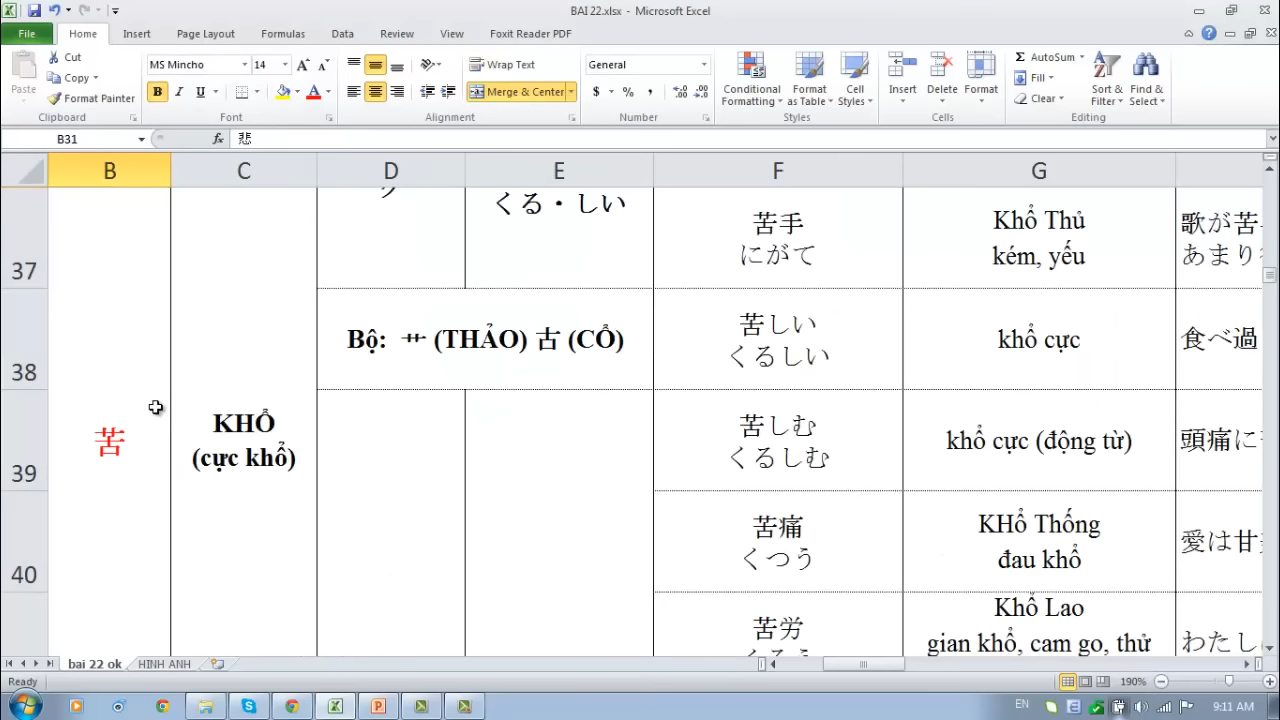 BAI 22.xlsx - Microsoft Excel
File Home Insert Page Layout Formulas Data Review View Foxit Reader PDF
Cut
Copy
Format Painter
Paste
Clipboard
MS Mincho 14
B I U
Font
Wrap Text
Merge & Center
Alignment
General
$ % ,
Number
Conditional Formatting
Format as Table
Cell Styles
Styles
Insert Delete Format
Cells
AutoSum
Fill
Clear
Sort & Filter
Find & Select
Editing
B31 fx 悲
B C D E F G
くる・しい
37 苦手 Khổ Thủ 歌が苦
にがて kém, yếu あまり
38 Bộ: 艹 (THẢO) 古 (CỔ) 苦しい khổ cực 食べ過
くるしい
39 苦 KHỔ (cực khổ) 苦しむ khổ cực (động từ) 頭痛に
くるしむ
40 苦痛 KHổ Thống 愛は甘
くつう đau khổ
苦労 Khổ Lao わたし
gian khổ, cam go, thử
bai 22 ok HINH ANH
Ready 190%
EN 9:11 AM